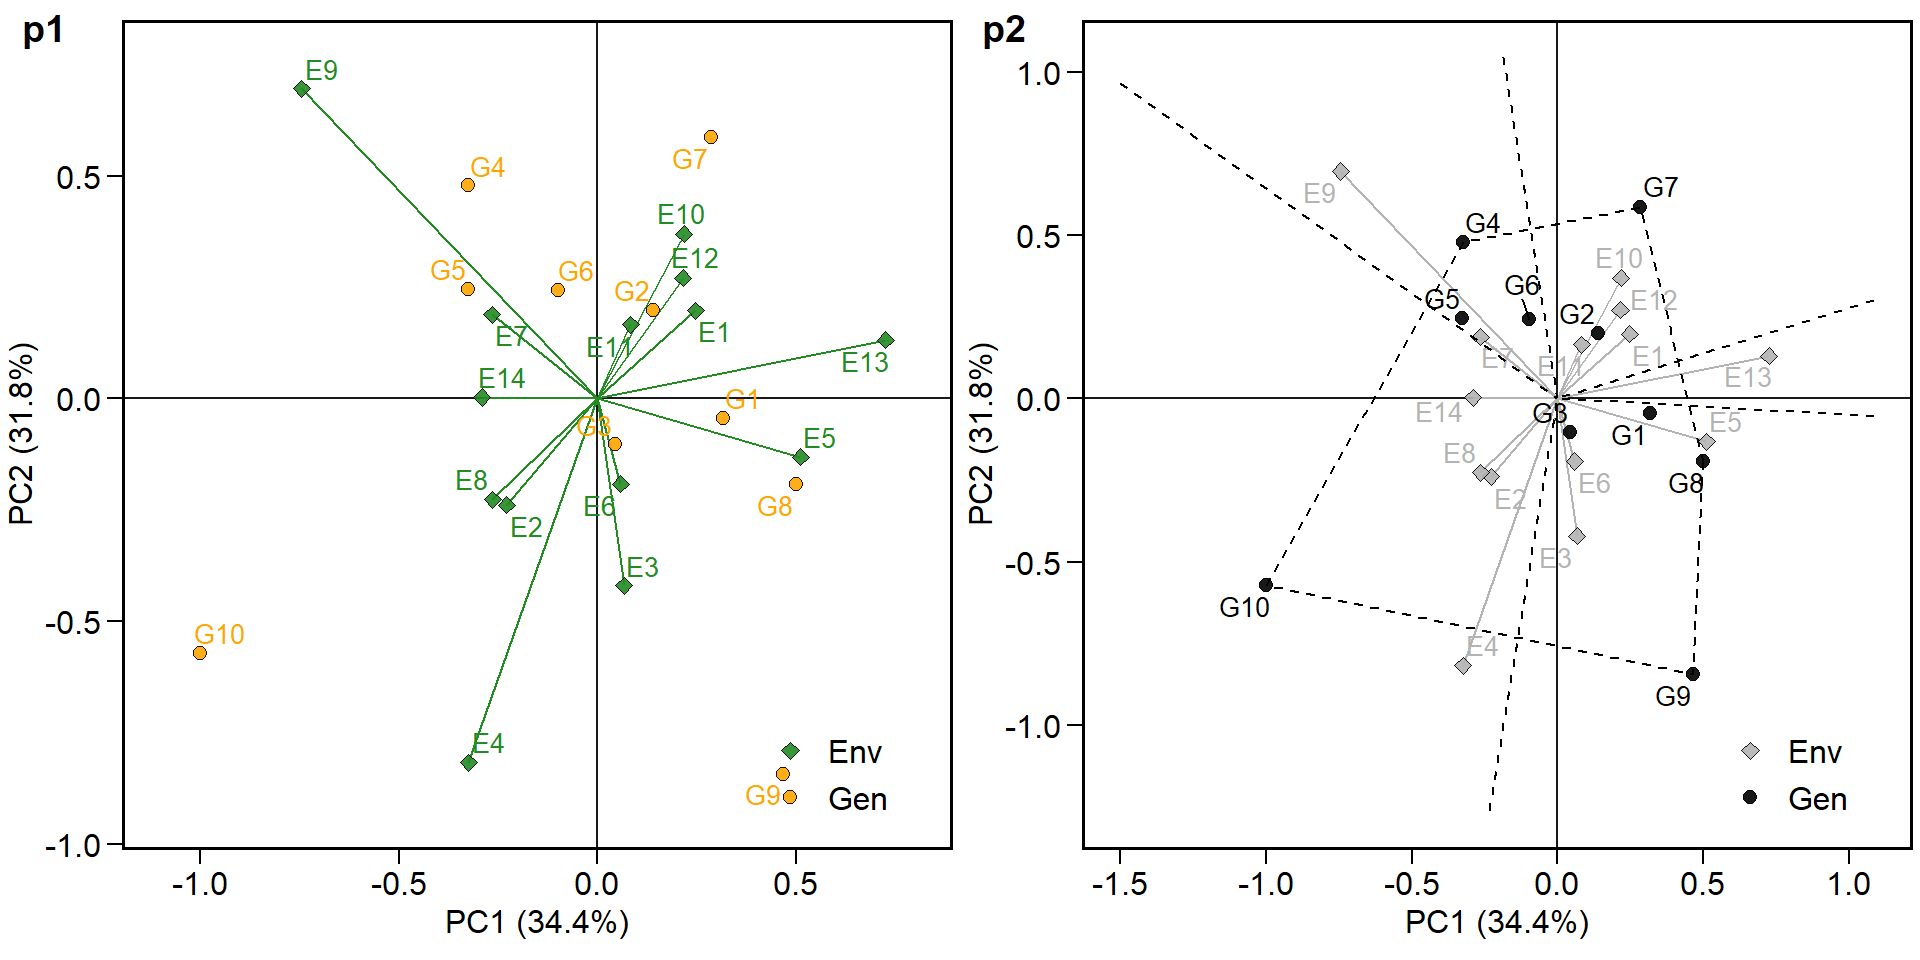 p1
E9
G4
G7
E10
G5
G6
E12
G2
E7
E11
E1
E14
E13
G1
G3
E5
E8
E6
G8
E2
E3
G10
E4
G9
Env
Gen
0.5
0.0
-0.5
-1.0
PC2 (31.8%)
-1.0
-0.5
0.0
0.5
PC1 (34.4%)
p2
E9
G7
G4
E10
G6
G5
E12
G2
E7
E11
E1
E13
E14
G3
G1
E5
E8
E6
G8
E2
E3
G10
E4
G9
Env
Gen
1.0
0.5
0.0
-0.5
-1.0
PC2 (31.8%)
-1.5
-1.0
-0.5
0.0
0.5
1.0
PC1 (34.4%)